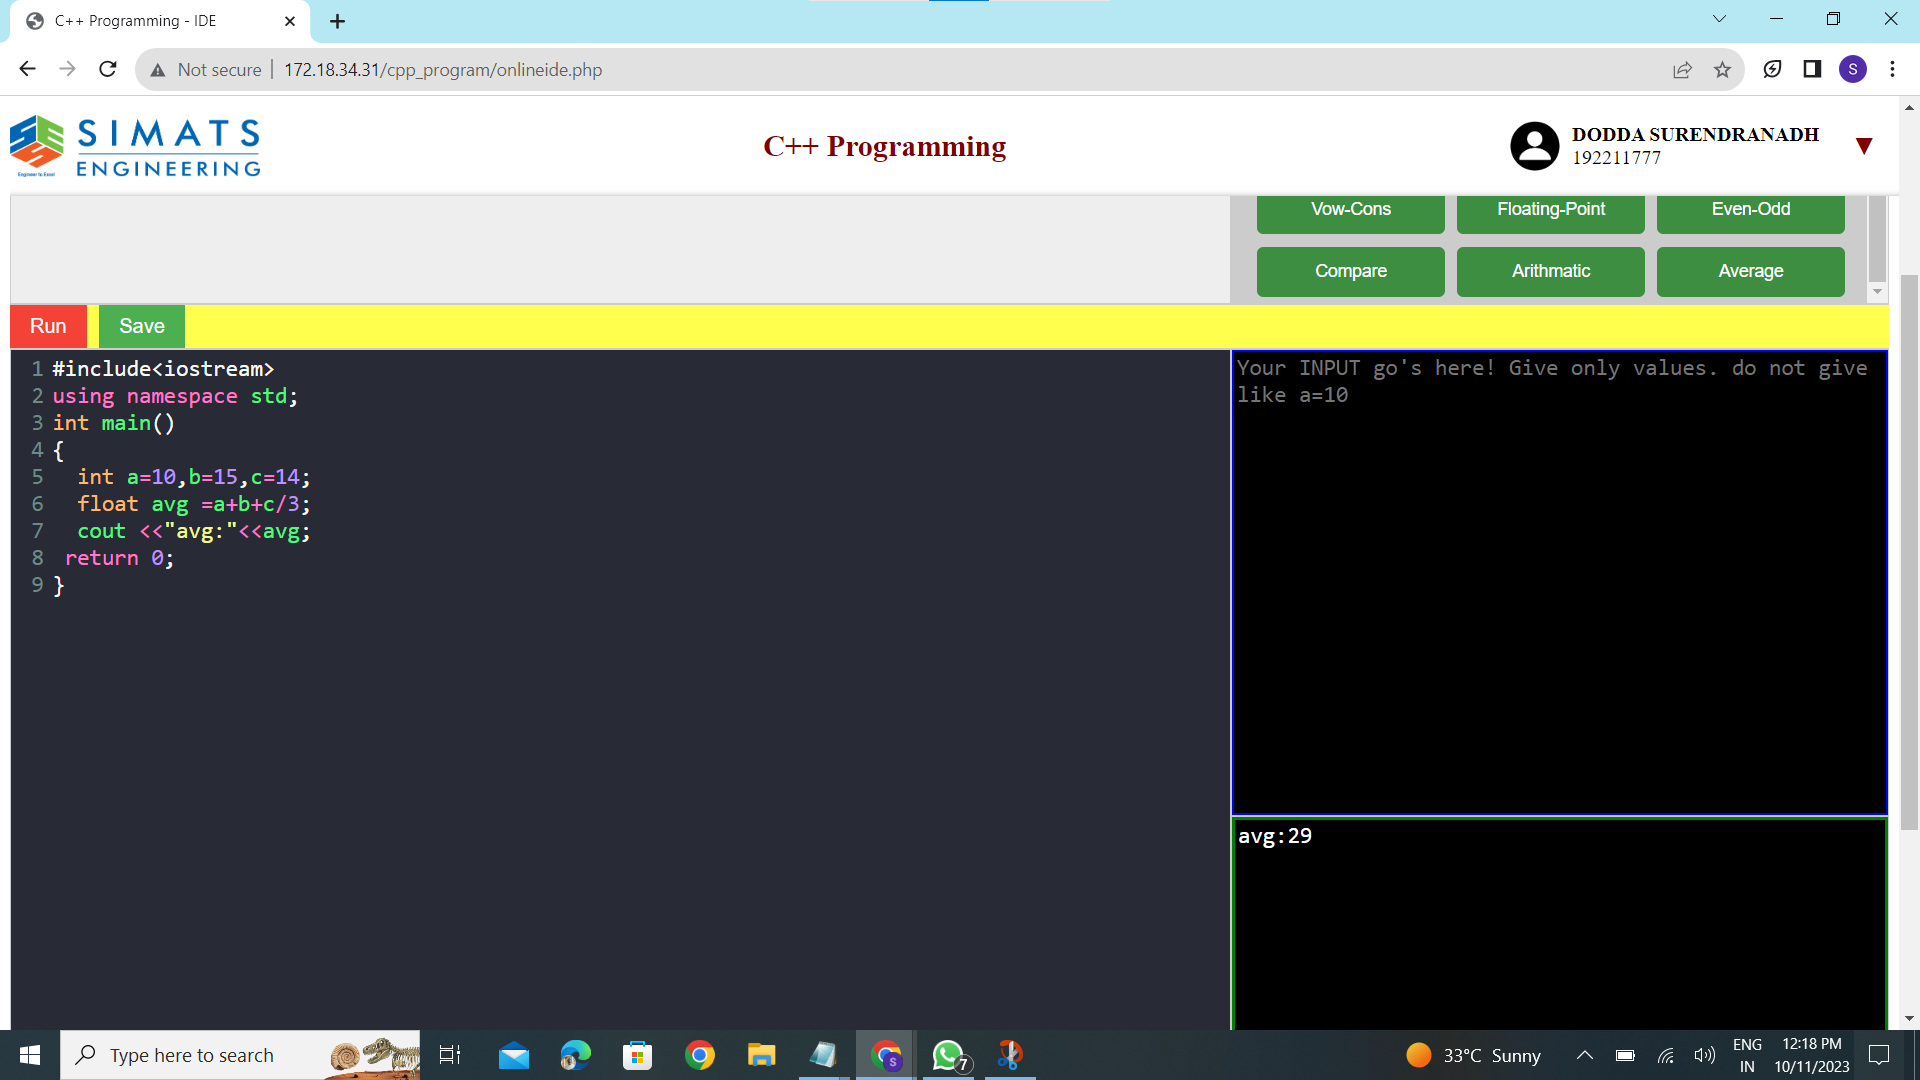 C++ Programming - IDE
Not secure
172.18.34.31/cpp_program/onlineide.php
S
SIMATS
ENGINEERING
Engineer to Excel
C++ Programming
DODDA SURENDRANADH
192211777
Vow-Cons
Floating-Point
Even-Odd
Compare
Arithmatic
Average
Run
Save
1 #include<iostream>
2 using namespace std;
3 int main()
4 {
5 int a=10,b=15,c=14;
6 float avg =a+b+c/3;
7 cout <<"avg:"<<avg;
8 return 0;
9 }
Your INPUT go's here! Give only values. do not give
like a=10
avg:29
Type here to search
S
7
33°C Sunny
ENG
IN
12:18 PM
10/11/2023